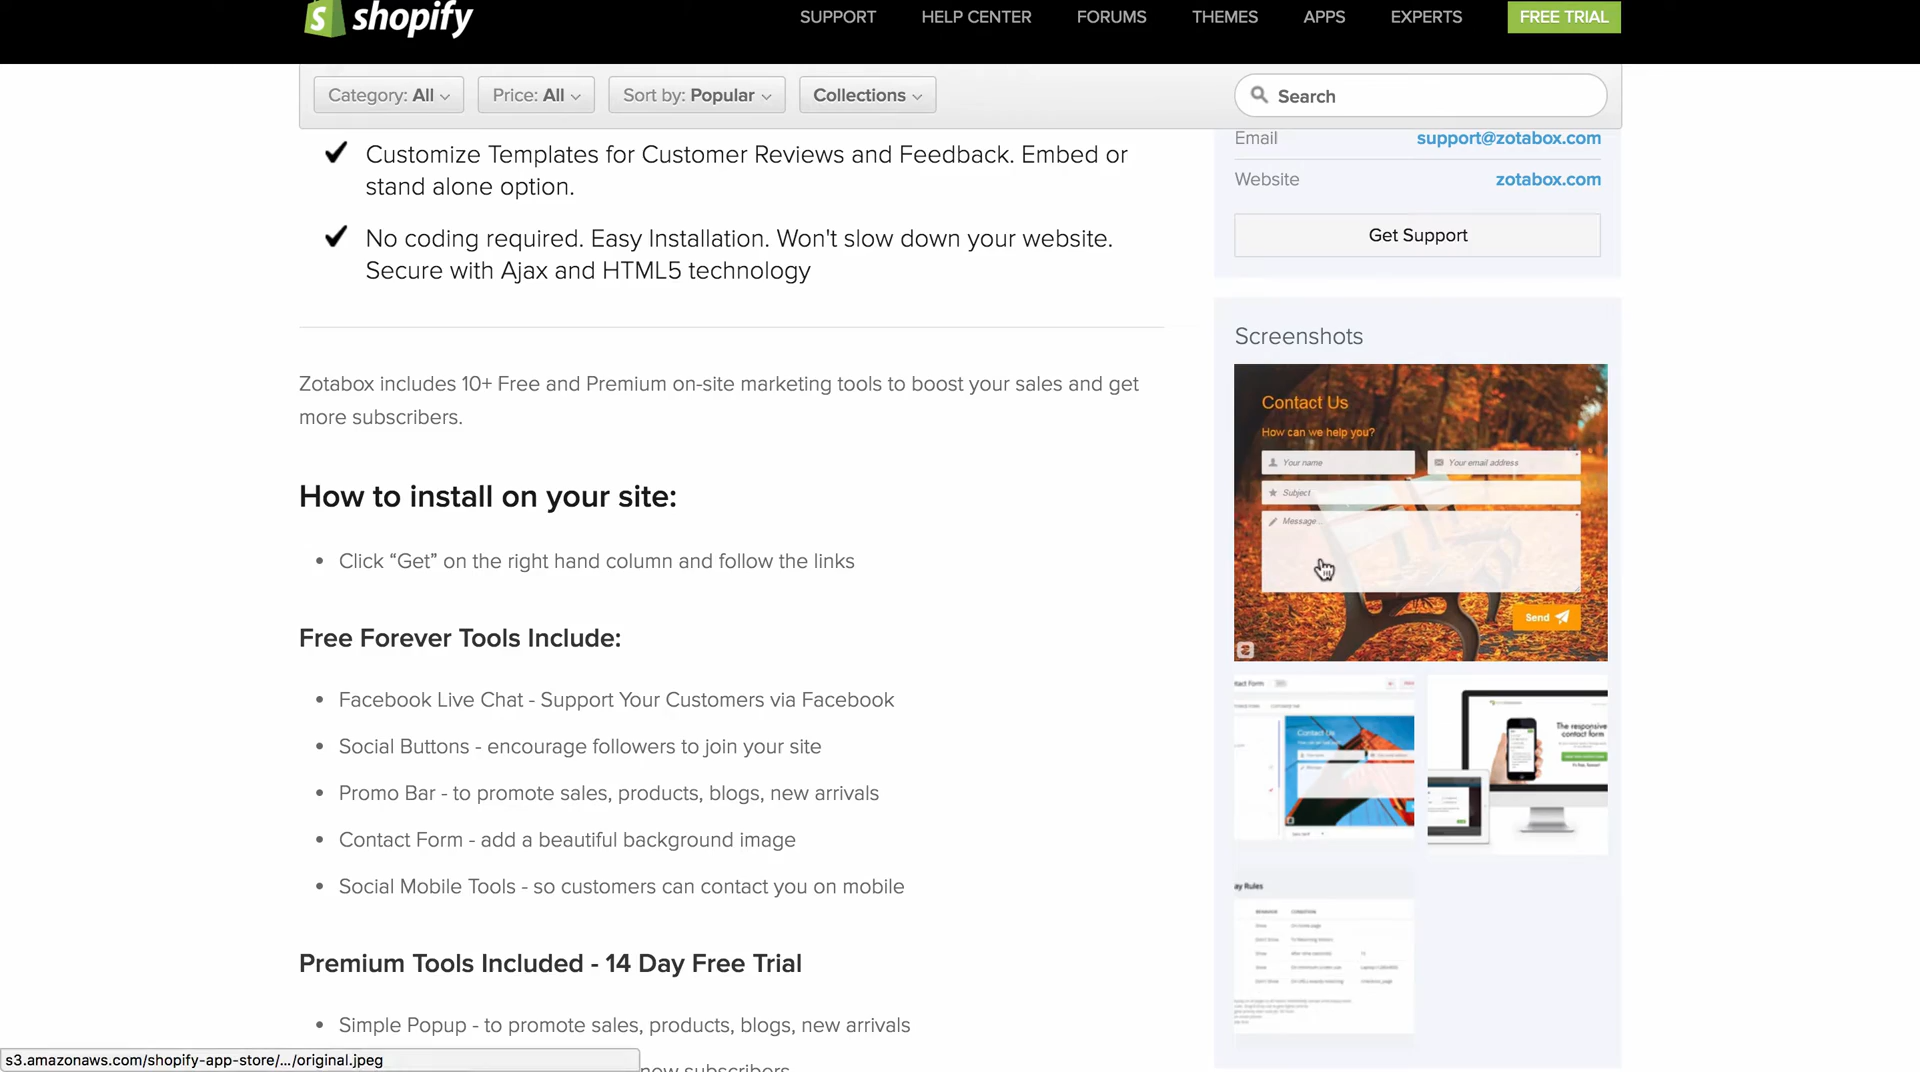 shopify
SUPPORT HELP CENTER FORUMS THEMES APPS EXPERTS FREE TRIAL
Category: All Price: All Sort by: Popular Collections Search
Customize Templates for Customer Reviews and Feedback. Embed or
stand alone option.
No coding required. Easy Installation. Won't slow down your website.
Secure with Ajax and HTML5 technology
Zotabox includes 10+ Free and Premium on-site marketing tools to boost your sales and get
more subscribers.
How to install on your site:
• Click “Get” on the right hand column and follow the links
Free Forever Tools Include:
• Facebook Live Chat - Support Your Customers via Facebook
• Social Buttons - encourage followers to join your site
• Promo Bar - to promote sales, products, blogs, new arrivals
• Contact Form - add a beautiful background image
• Social Mobile Tools - so customers can contact you on mobile
Premium Tools Included - 14 Day Free Trial
• Simple Popup - to promote sales, products, blogs, new arrivals
new subscribers
s3.amazonaws.com/shopify-app-store/.../original.jpeg
Email support@zotabox.com
Website zotabox.com
Get Support
Screenshots
Contact Us
How can we help you?
Your name Your email address
Subject
Message...
Send
tact Form
Contact Us
The responsive
contact form
ay Rules